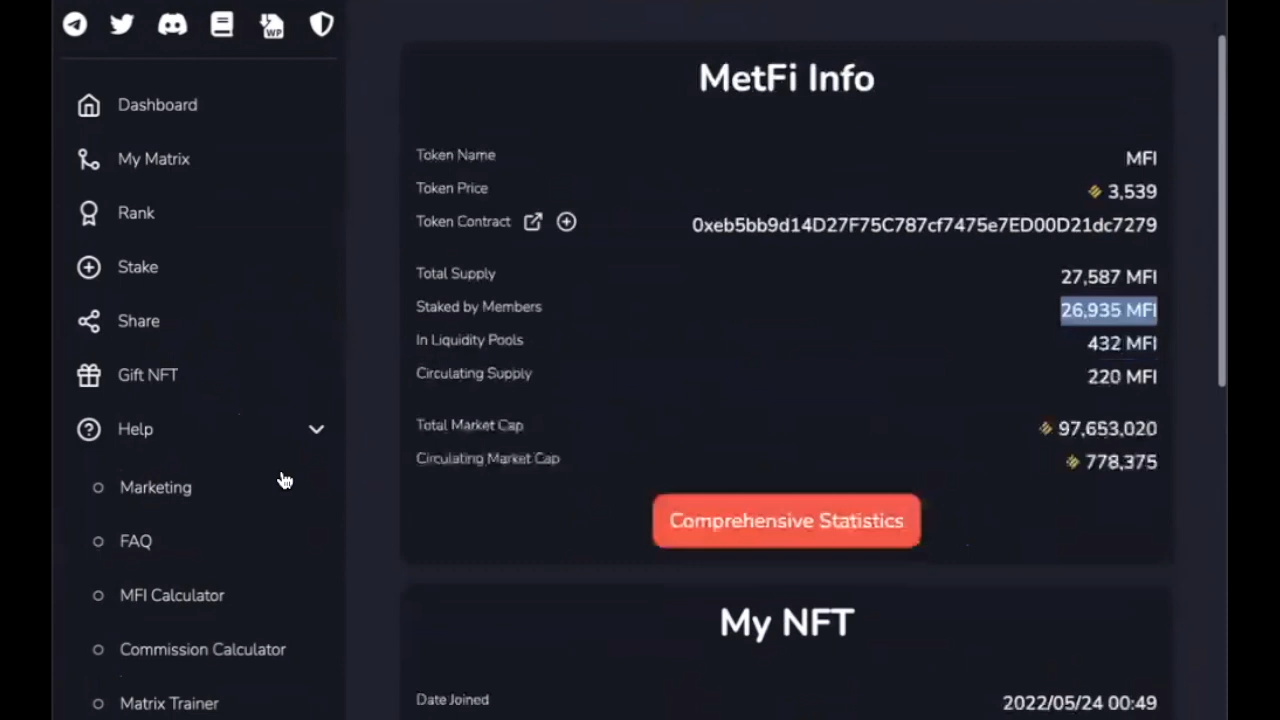 WP
Dashboard
My Matrix
Rank
Stake
Share
Gift NFT
Help
Marketing
FAQ
MFI Calculator
Commission Calculator
Matrix Trainer
MetFi Info
Token Name MFI
Token Price 3,539
Token Contract 0xeb5bb9d14D27F75C787cf7475e7ED00D21dc7279
Total Supply 27,587 MFI
Staked by Members 26,935 MFI
In Liquidity Pools 432 MFI
Circulating Supply 220 MFI
Total Market Cap 97,653,020
Circulating Market Cap 778,375
Comprehensive Statistics
My NFT
Date Joined 2022/05/24 00:49